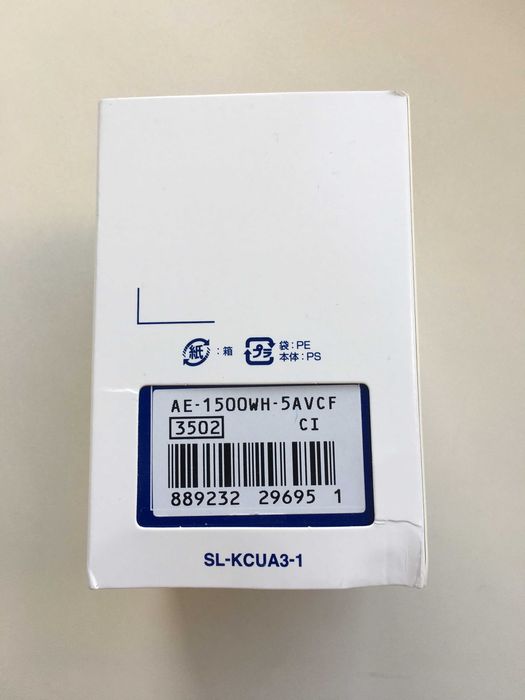 紙 : 箱
プラ 袋 : PE
本体 : PS
AE-1500WH-5AVCF
3502 CI
889232 29695 1
SL-KCUA3-1